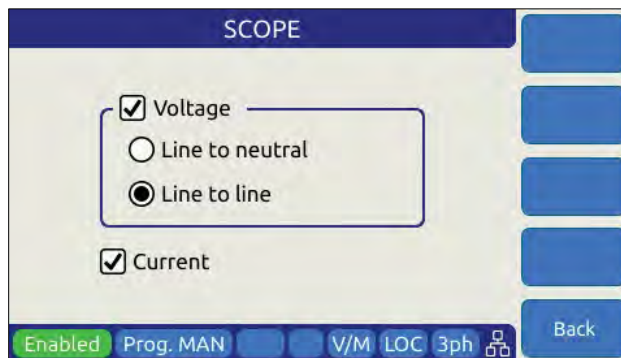 SCOPE
Voltage
Line to neutral
Line to line
Current
Enabled Prog. MAN V/M LOC 3ph
Back